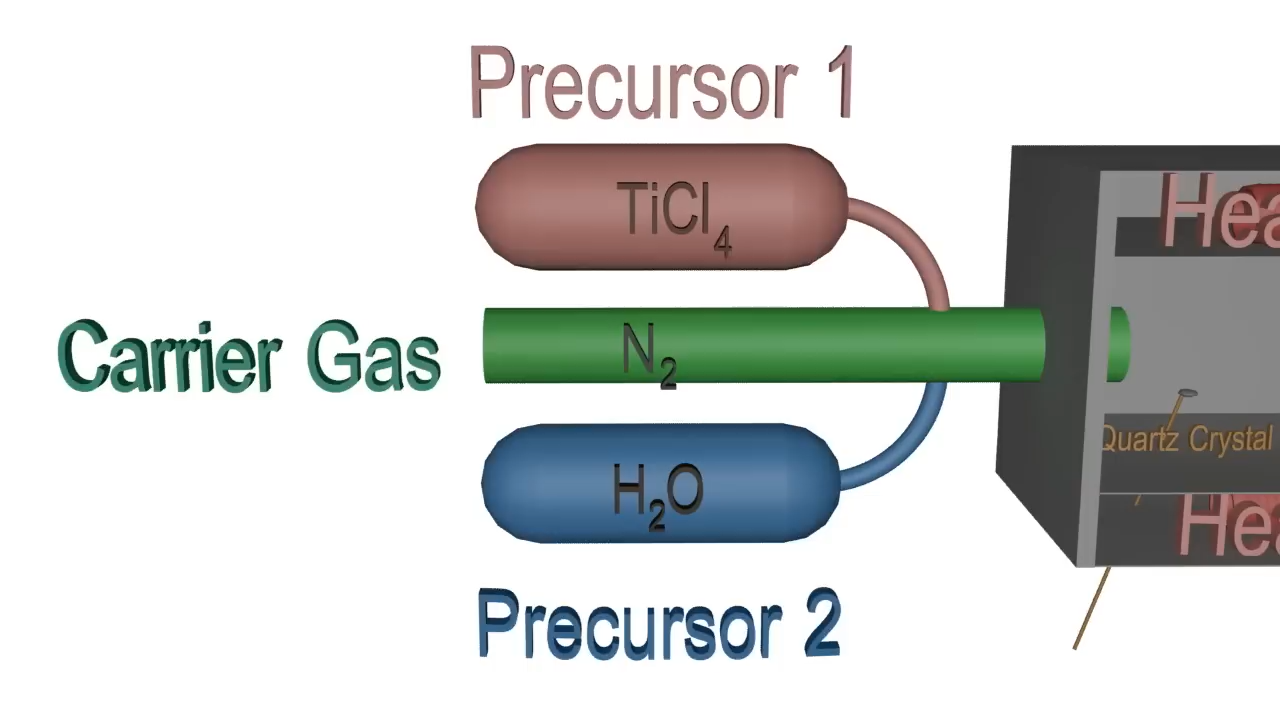 Precursor 1
TiCl₄
Carrier Gas
N₂
H₂O
Precursor 2
Quartz Crystal